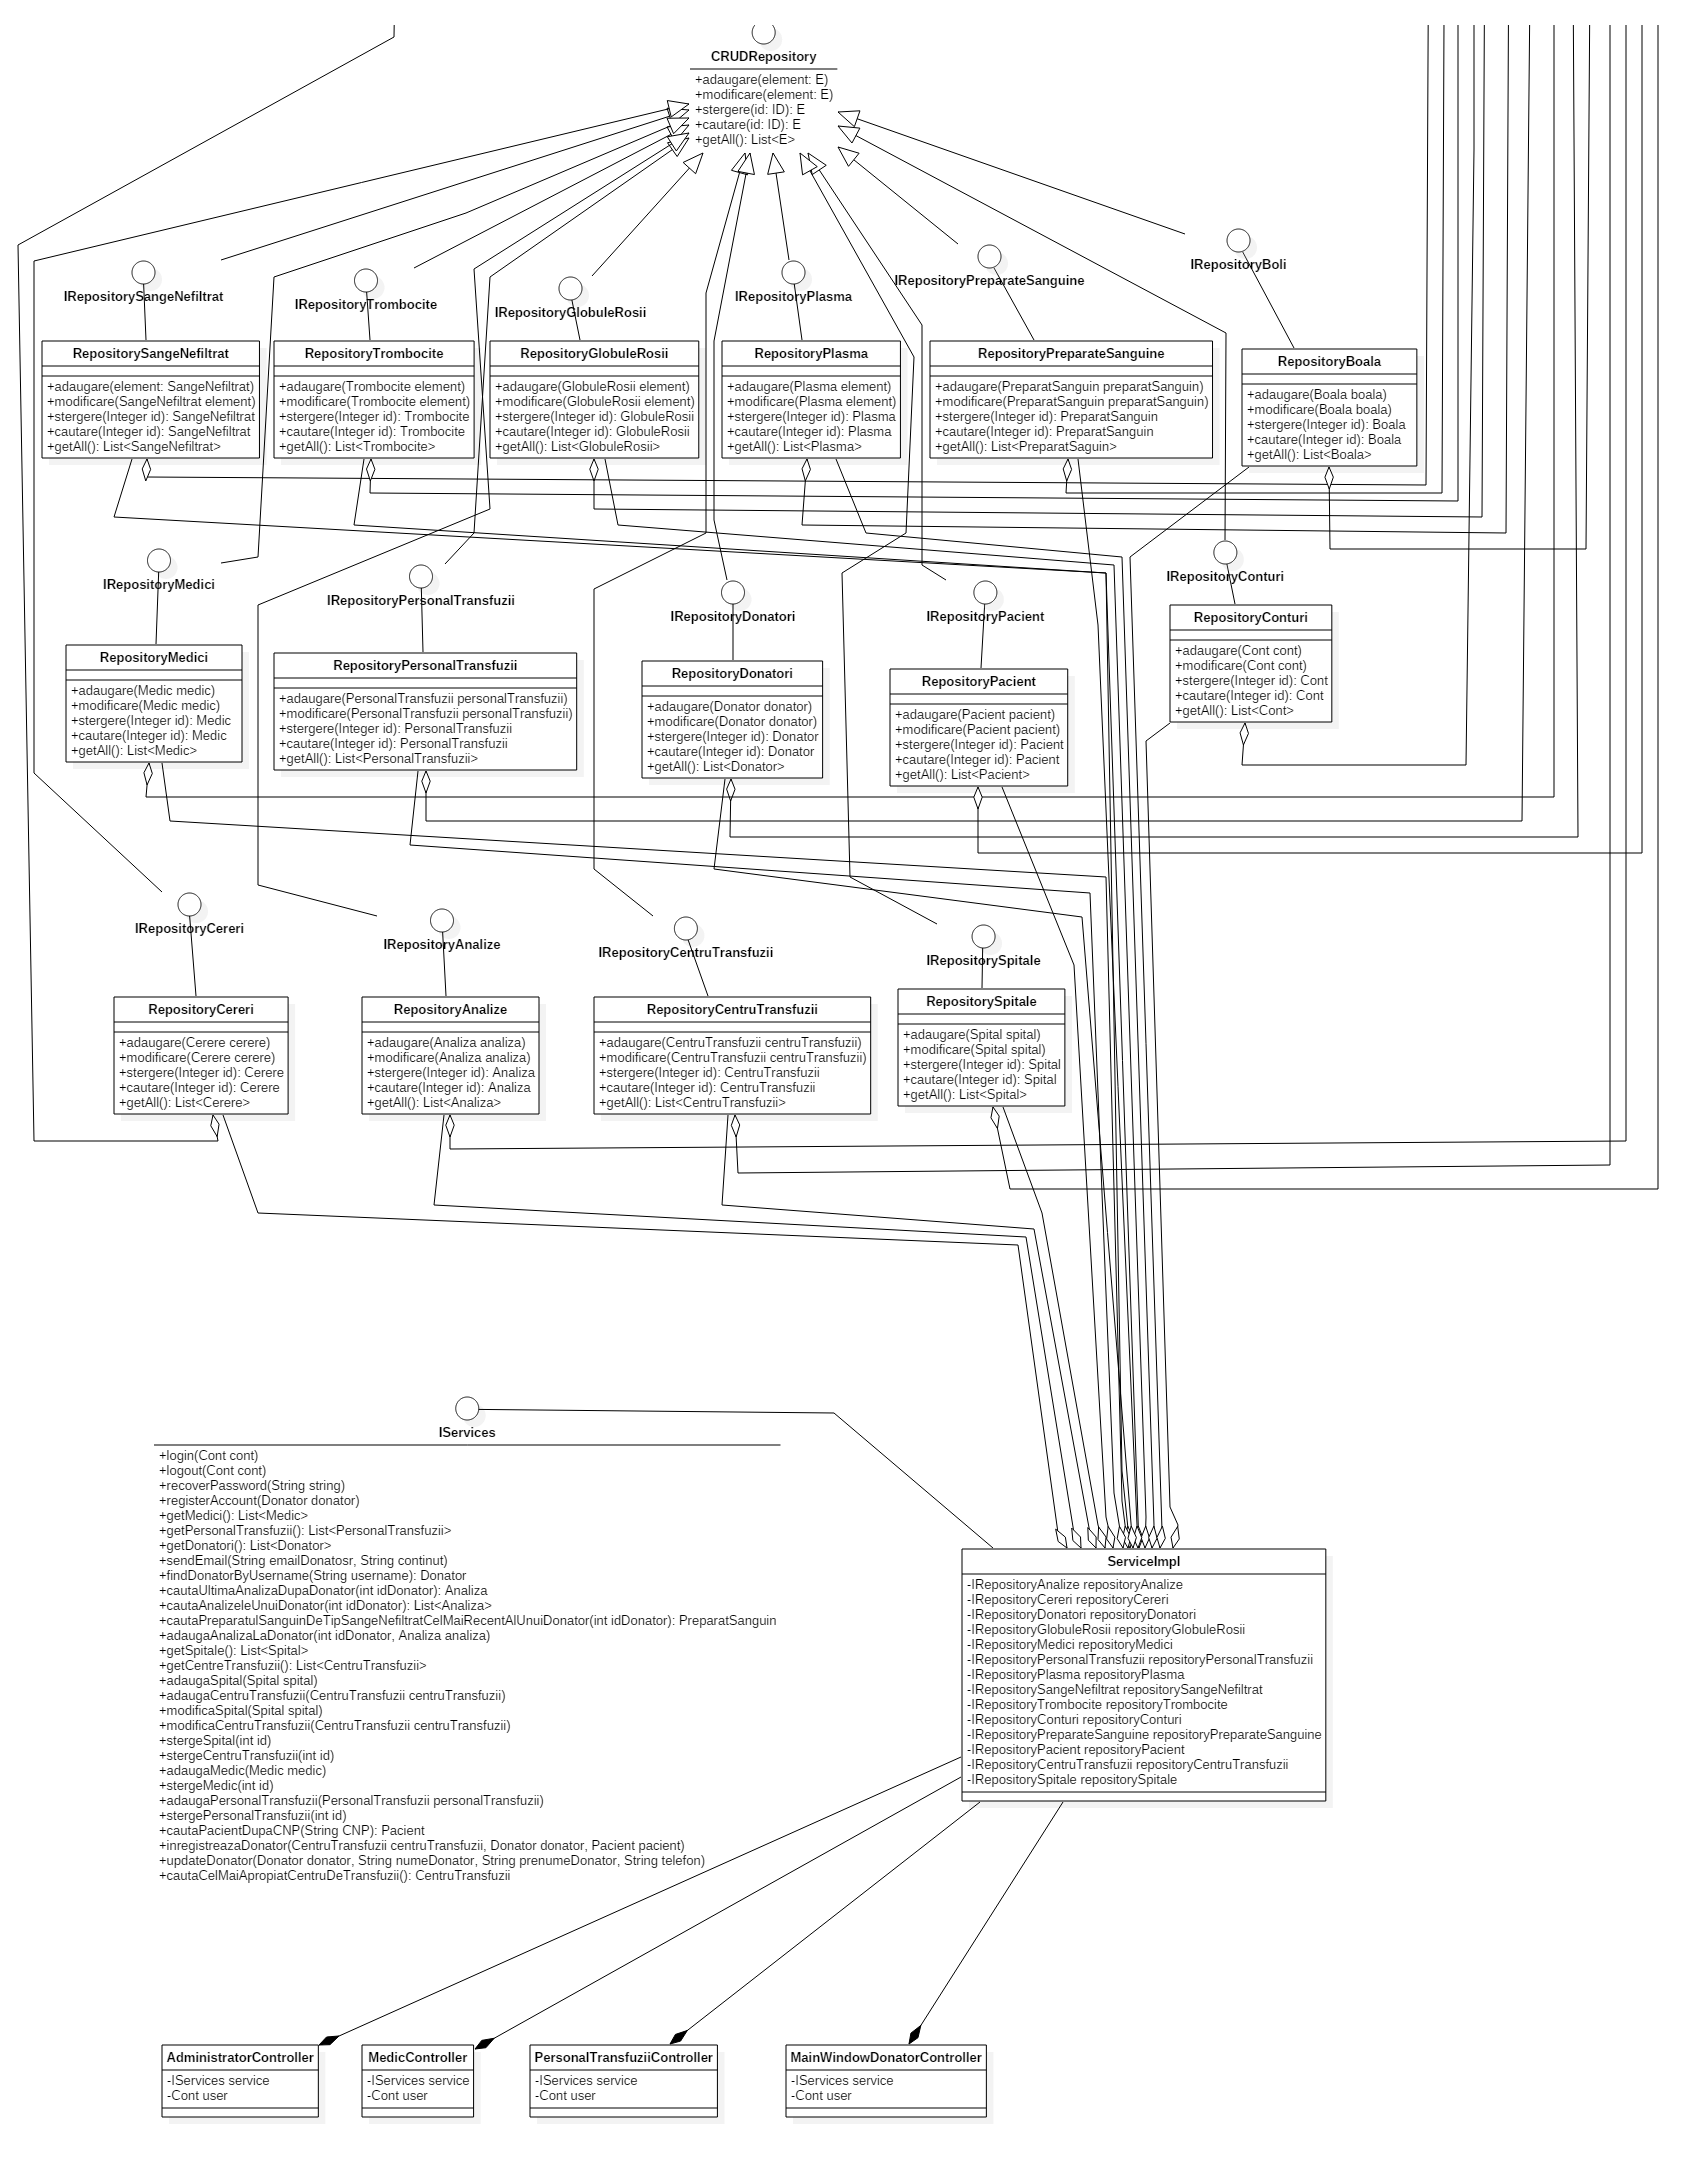 CRUDRepository
+adaugare(element: E)
+modificare(element: E)
+stergere(id: ID): E
+cautare(id: ID): E
+getAll(): List<E>
IRepositorySangeNefiltrat
IRepositoryTrombocite
IRepositoryGlobuleRosii
IRepositoryPlasma
IRepositoryPreparateSanguine
IRepositoryBoli
RepositorySangeNefiltrat
+adaugare(element: SangeNefiltrat)
+modificare(SangeNefiltrat element)
+stergere(Integer id): SangeNefiltrat
+cautare(Integer id): SangeNefiltrat
+getAll(): List<SangeNefiltrat>
RepositoryTrombocite
+adaugare(Trombocite element)
+modificare(Trombocite element)
+stergere(Integer id): Trombocite
+cautare(Integer id): Trombocite
+getAll(): List<Trombocite>
RepositoryGlobuleRosii
+adaugare(GlobuleRosii element)
+modificare(GlobuleRosii element)
+stergere(Integer id): GlobuleRosii
+cautare(Integer id): GlobuleRosii
+getAll(): List<GlobuleRosii>
RepositoryPlasma
+adaugare(Plasma element)
+modificare(Plasma element)
+stergere(Integer id): Plasma
+cautare(Integer id): Plasma
+getAll(): List<Plasma>
RepositoryPreparateSanguine
+adaugare(PreparatSanguin preparatSanguin)
+modificare(PreparatSanguin preparatSanguin)
+stergere(Integer id): PreparatSanguin
+cautare(Integer id): PreparatSanguin
+getAll(): List<PreparatSaguin>
RepositoryBoala
+adaugare(Boala boala)
+modificare(Boala boala)
+stergere(Integer id): Boala
+cautare(Integer id): Boala
+getAll(): List<Boala>
IRepositoryMedici
IRepositoryPersonalTransfuzii
IRepositoryDonatori
IRepositoryPacient
IRepositoryConturi
RepositoryMedici
+adaugare(Medic medic)
+modificare(Medic medic)
+stergere(Integer id): Medic
+cautare(Integer id): Medic
+getAll(): List<Medic>
RepositoryPersonalTransfuzii
+adaugare(PersonalTransfuzii personalTransfuzii)
+modificare(PersonalTransfuzii personalTransfuzii)
+stergere(Integer id): PersonalTransfuzii
+cautare(Integer id): PersonalTransfuzii
+getAll(): List<PersonalTransfuzii>
RepositoryDonatori
+adaugare(Donator donator)
+modificare(Donator donator)
+stergere(Integer id): Donator
+cautare(Integer id): Donator
+getAll(): List<Donator>
RepositoryPacient
+adaugare(Pacient pacient)
+modificare(Pacient pacient)
+stergere(Integer id): Pacient
+cautare(Integer id): Pacient
+getAll(): List<Pacient>
RepositoryConturi
+adaugare(Cont cont)
+modificare(Cont cont)
+stergere(Integer id): Cont
+cautare(Integer id): Cont
+getAll(): List<Cont>
IRepositoryCereri
IRepositoryAnalize
IRepositoryCentruTransfuzii
IRepositorySpitale
RepositoryCereri
+adaugare(Cerere cerere)
+modificare(Cerere cerere)
+stergere(Integer id): Cerere
+cautare(Integer id): Cerere
+getAll(): List<Cerere>
RepositoryAnalize
+adaugare(Analiza analiza)
+modificare(Analiza analiza)
+stergere(Integer id): Analiza
+cautare(Integer id): Analiza
+getAll(): List<Analiza>
RepositoryCentruTransfuzii
+adaugare(CentruTransfuzii centruTransfuzii)
+modificare(CentruTransfuzii centruTransfuzii)
+stergere(Integer id): CentruTransfuzii
+cautare(Integer id): CentruTransfuzii
+getAll(): List<CentruTransfuzii>
RepositorySpitale
+adaugare(Spital spital)
+modificare(Spital spital)
+stergere(Integer id): Spital
+cautare(Integer id): Spital
+getAll(): List<Spital>
IServices
+login(Cont cont)
+logout(Cont cont)
+recoverPassword(String string)
+registerAccount(Donator donator)
+getMedici(): List<Medic>
+getPersonalTransfuzii(): List<PersonalTransfuzii>
+getDonatori(): List<Donator>
+sendEmail(String emailDonatosr, String continut)
+findDonatorByUsername(String username): Donator
+cautaUltimaAnalizaDupaDonator(int idDonator): Analiza
+cautaAnalizeleUnuiDonator(int idDonator): List<Analiza>
+cautaPreparatulSanguinDeTipSangeNefiltratCelMaiRecentAlUnuiDonator(int idDonator): PreparatSanguin
+adaugaAnalizaLaDonator(int idDonator, Analiza analiza)
+getSpitale(): List<Spital>
+getCentreTransfuzii(): List<CentruTransfuzii>
+adaugaSpital(Spital spital)
+adaugaCentruTransfuzii(CentruTransfuzii centruTransfuzii)
+modificaSpital(Spital spital)
+modificaCentruTransfuzii(CentruTransfuzii centruTransfuzii)
+stergeSpital(int id)
+stergeCentruTransfuzii(int id)
+adaugaMedic(Medic medic)
+stergeMedic(int id)
+adaugaPersonalTransfuzii(PersonalTransfuzii personalTransfuzii)
+stergePersonalTransfuzii(int id)
+cautaPacientDupaCNP(String CNP): Pacient
+inregistreazaDonator(CentruTransfuzii centruTransfuzii, Donator donator, Pacient pacient)
+updateDonator(Donator donator, String numeDonator, String prenumeDonator, String telefon)
+cautaCelMaiApropiatCentruDeTransfuzii(): CentruTransfuzii
ServiceImpl
-IRepositoryAnalize repositoryAnalize
-IRepositoryCereri repositoryCereri
-IRepositoryDonatori repositoryDonatori
-IRepositoryGlobuleRosii repositoryGlobuleRosii
-IRepositoryMedici repositoryMedici
-IRepositoryPersonalTransfuzii repositoryPersonalTransfuzii
-IRepositoryPlasma repositoryPlasma
-IRepositorySangeNefiltrat repositorySangeNefiltrat
-IRepositoryTrombocite repositoryTrombocite
-IRepositoryConturi repositoryConturi
-IRepositoryPreparateSanguine repositoryPreparateSanguine
-IRepositoryPacient repositoryPacient
-IRepositoryCentruTransfuzii repositoryCentruTransfuzii
-IRepositorySpitale repositorySpitale
AdministratorController
-IServices service
-Cont user
MedicController
-IServices service
-Cont user
PersonalTransfuziiController
-IServices service
-Cont user
MainWindowDonatorController
-IServices service
-Cont user